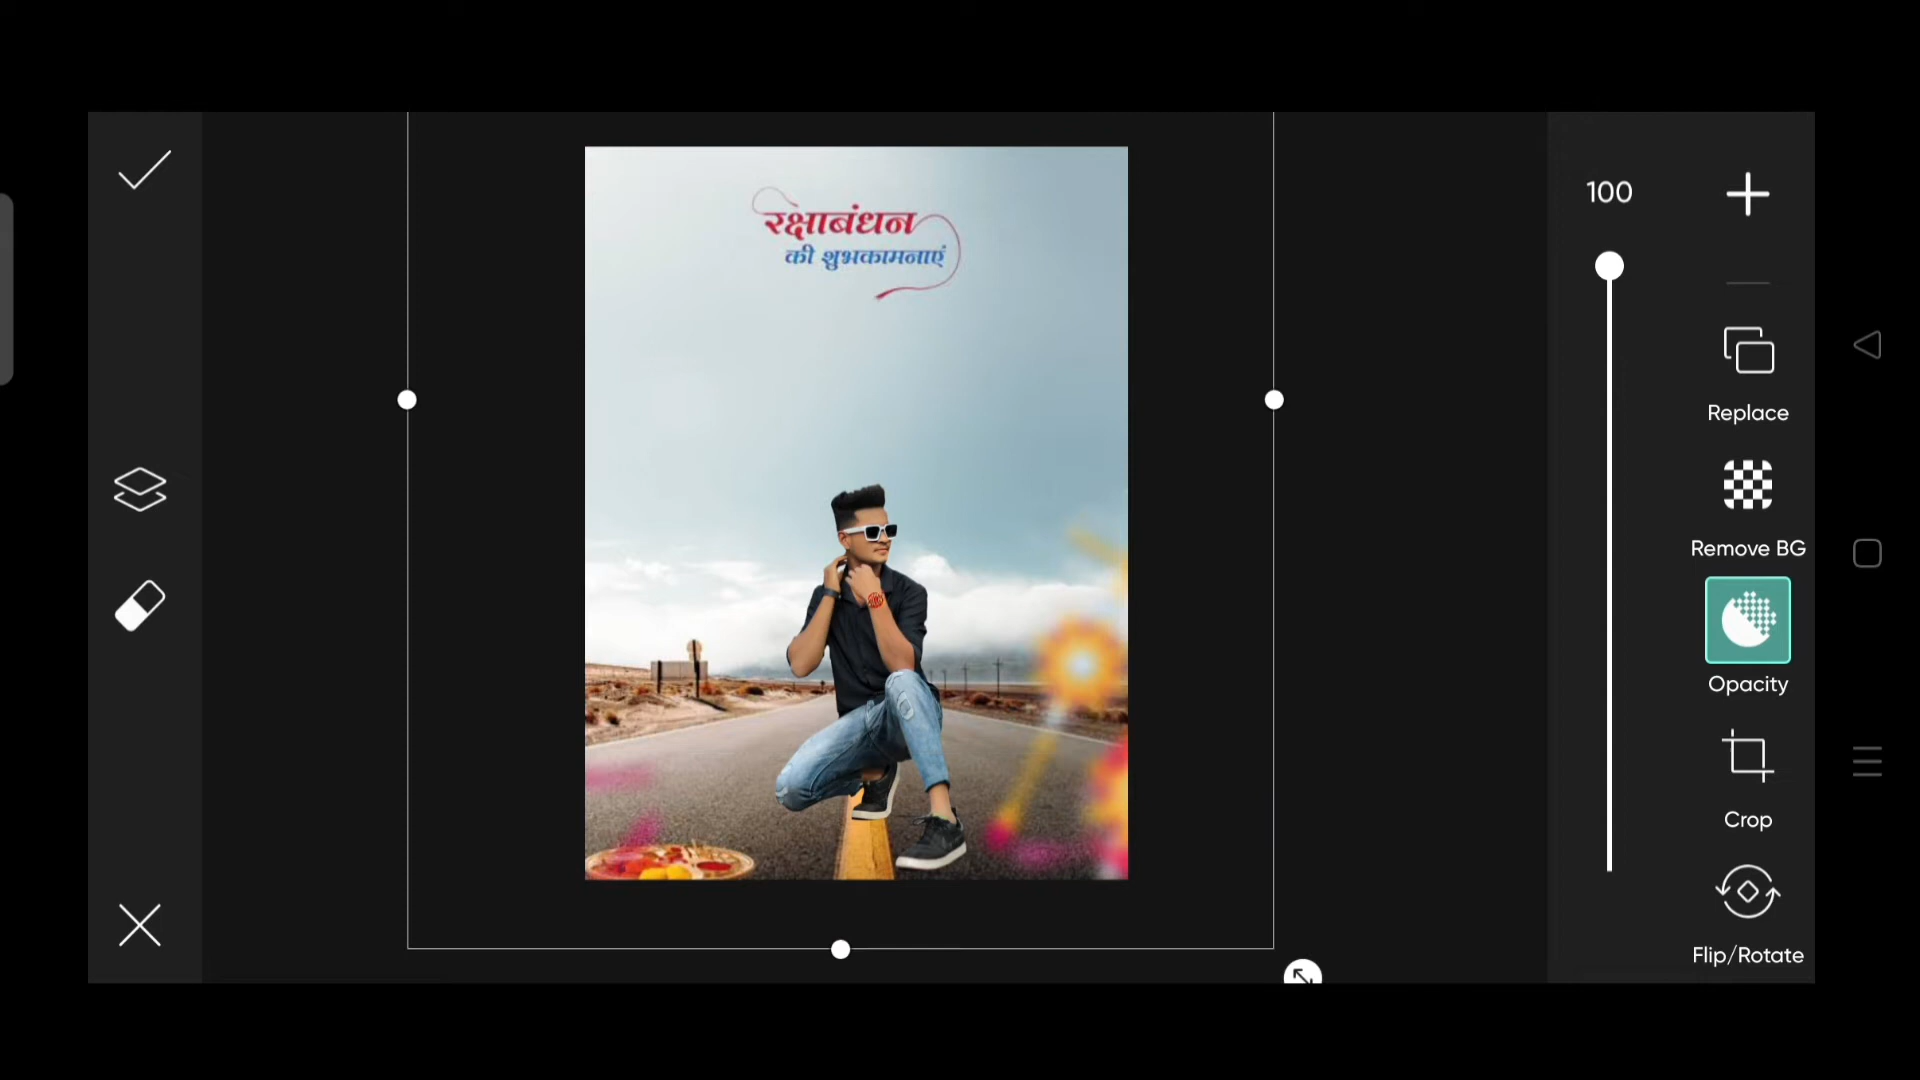 रक्षाबंधन
की शुभकामनाएं
100
Replace
Remove BG
Opacity
Crop
Flip/Rotate